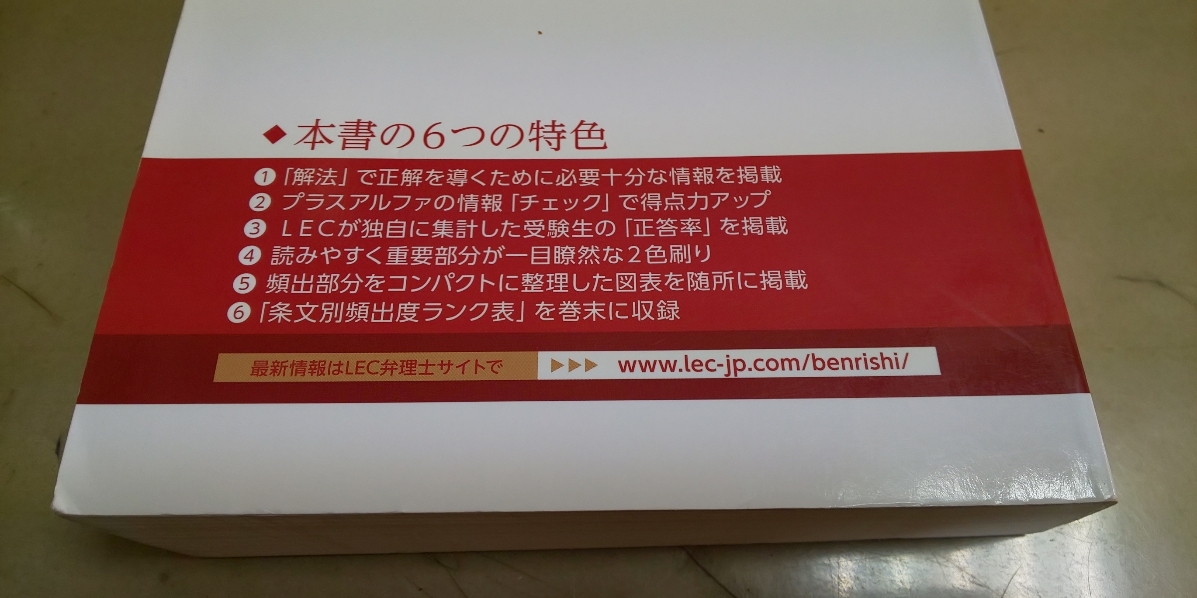 ◆本書の6つの特色
❶「解法」で正解を導くために必要十分な情報を掲載
❷ プラスアルファの情報「チェック」で得点力アップ
❸ LECが独自に集計した受験生の「正答率」を掲載
❹ 読みやすく重要部分が一目瞭然な2色刷り
❺ 頻出部分をコンパクトに整理した図表を随所に掲載
❻「条文別頻出度ランク表」を巻末に収録
最新情報はLEC弁理士サイトで ▶▶▶ www.lec-jp.com/benrishi/